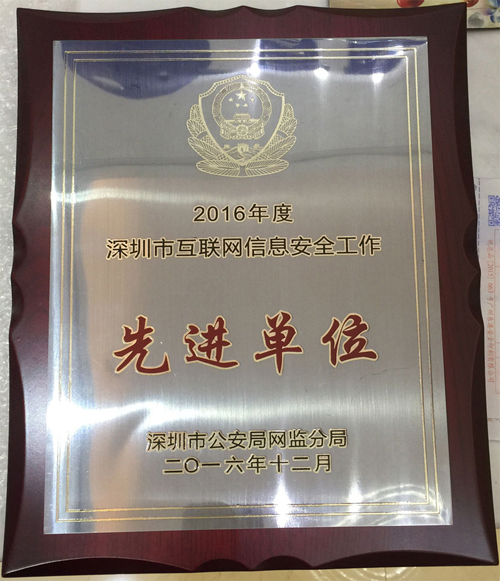 2016年度
深圳市互联网信息安全工作
先进单位
深圳市公安局网监分局
二〇一六年十二月